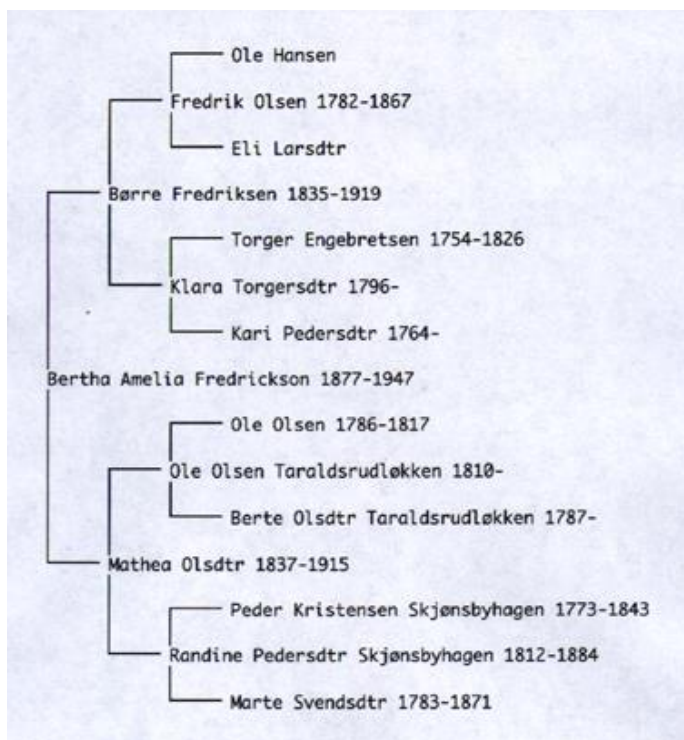 Ole Hansen
Fredrik Olsen 1782-1867
Eli Larsdtr
Børre Fredriksen 1835-1919
Torger Engebretsen 1754-1826
Klara Torgersdtr 1796-
Kari Pedersdtr 1764-
Bertha Amelia Fredrickson 1877-1947
Ole Olsen 1786-1817
Ole Olsen Taraldsrudløkken 1810-
Berte Olsdtr Taraldsrudløkken 1787-
Mathea Olsdtr 1837-1915
Peder Kristensen Skjønsbyhagen 1773-1843
Randine Pedersdtr Skjønsbyhagen 1812-1884
Marte Svendsdtr 1783-1871